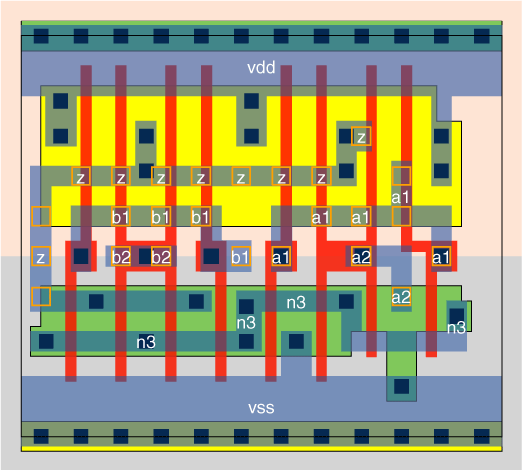 vdd
z
z z z z z z z
a1
b1 b1 b1 a1 a1
z b2 b2 b1 a1 a2 a1
n3 a2
n3 n3
n3
vss